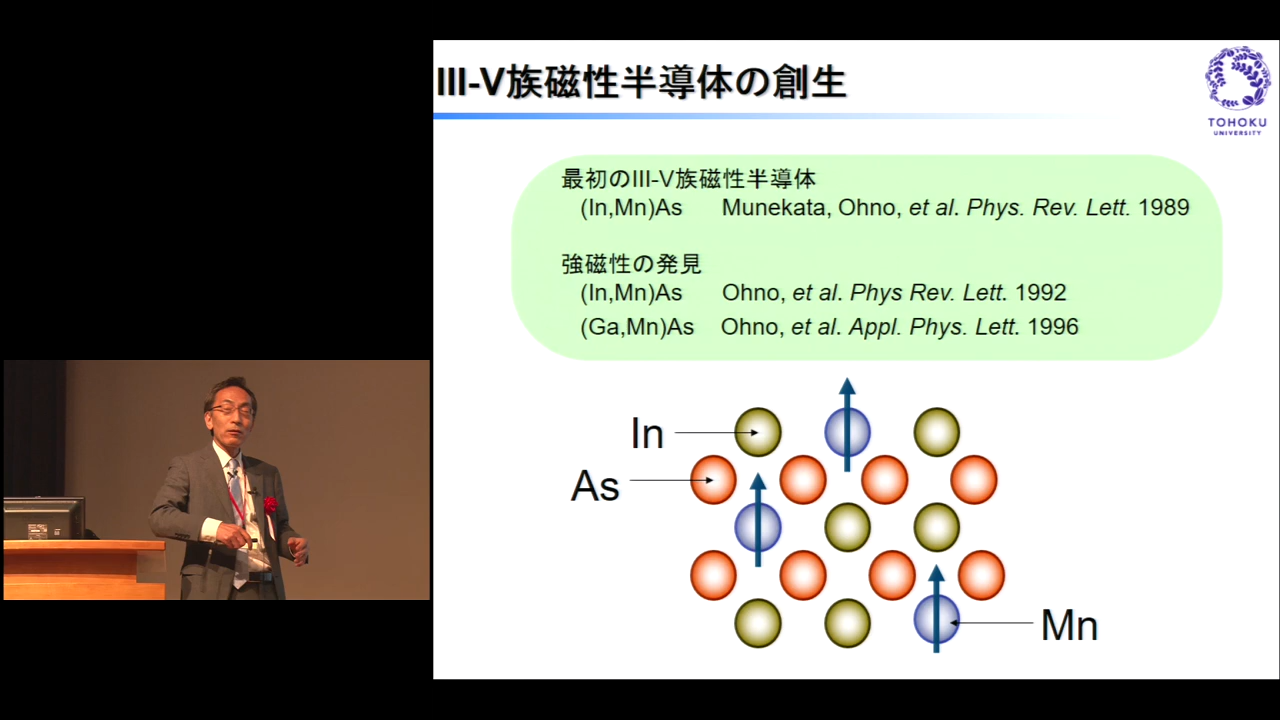 III-V族磁性半導体の創生
TOHOKU
UNIVERSITY
最初のIII-V族磁性半導体
(In,Mn)As Munekata, Ohno, et al. Phys. Rev. Lett. 1989
強磁性の発見
(In,Mn)As Ohno, et al. Phys Rev. Lett. 1992
(Ga,Mn)As Ohno, et al. Appl. Phys. Lett. 1996
In
As
Mn